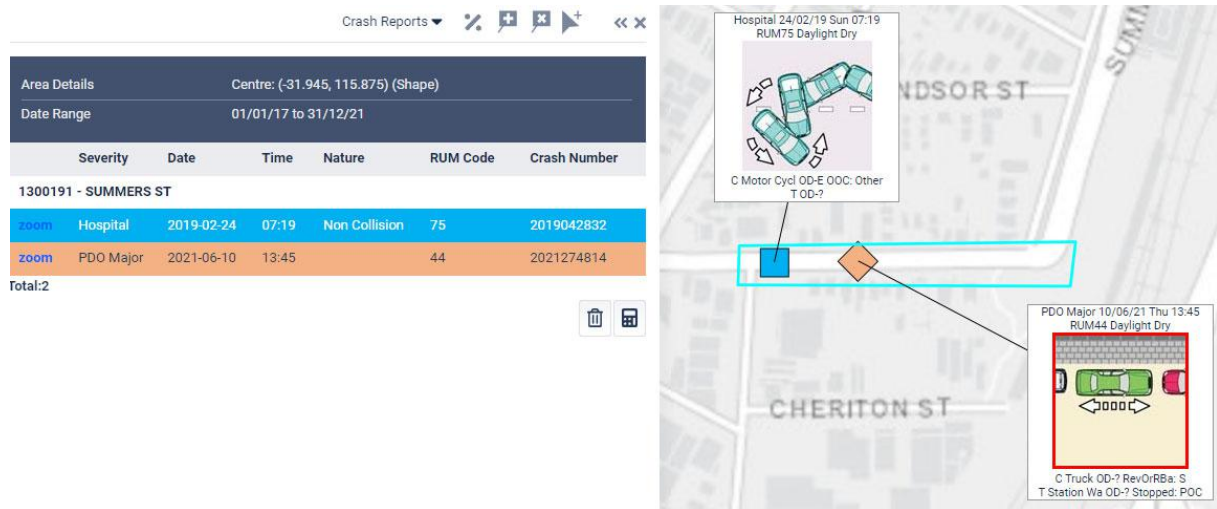 Crash Reports
Area Details Centre: (-31.945, 115.875) (Shape)
Date Range 01/01/17 to 31/12/21
Severity Date Time Nature RUM Code Crash Number
1300191 - SUMMERS ST
zoom Hospital 2019-02-24 07:19 Non Collision 75 2019042832
zoom PDO Major 2021-06-10 13:45 44 2021274814
Total:2
Hospital 24/02/19 Sun 07:19
RUM75 Daylight Dry
C Motor Cycl OD-E OOC: Other
T OD-?
NDSOR ST
SUMM
CHERITON ST
PDO Major 10/06/21 Thu 13:45
RUM44 Daylight Dry
C Truck OD-? RevOrRBa: S
T Station Wa OD-? Stopped: POC